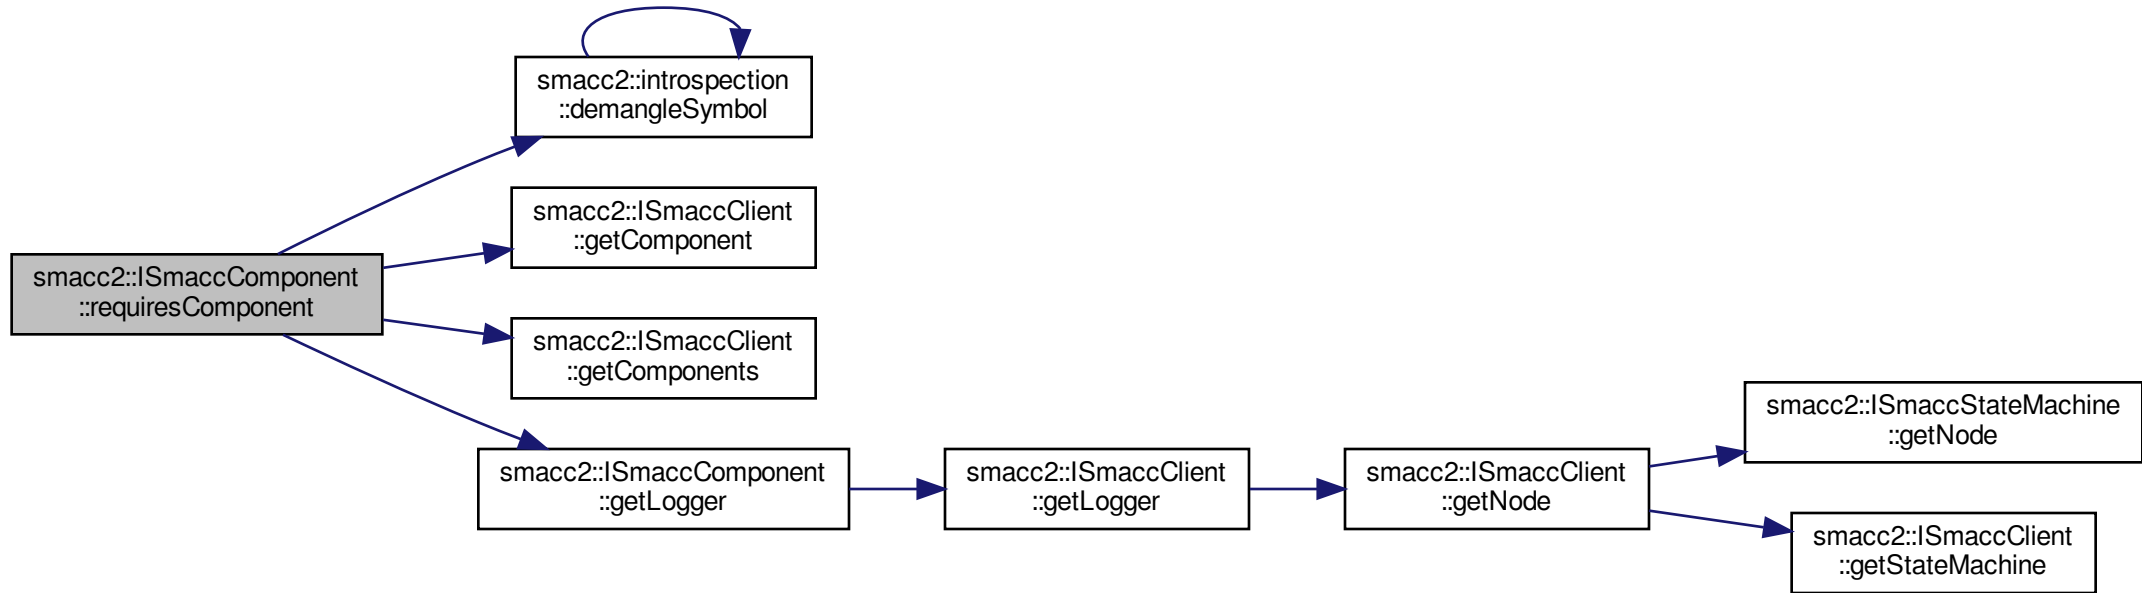 smacc2::introspection
::demangleSymbol
smacc2::ISmaccClient
::getComponent
smacc2::ISmaccComponent
::requiresComponent
smacc2::ISmaccClient
::getComponents
smacc2::ISmaccComponent
::getLogger
smacc2::ISmaccClient
::getLogger
smacc2::ISmaccClient
::getNode
smacc2::ISmaccStateMachine
::getNode
smacc2::ISmaccClient
::getStateMachine